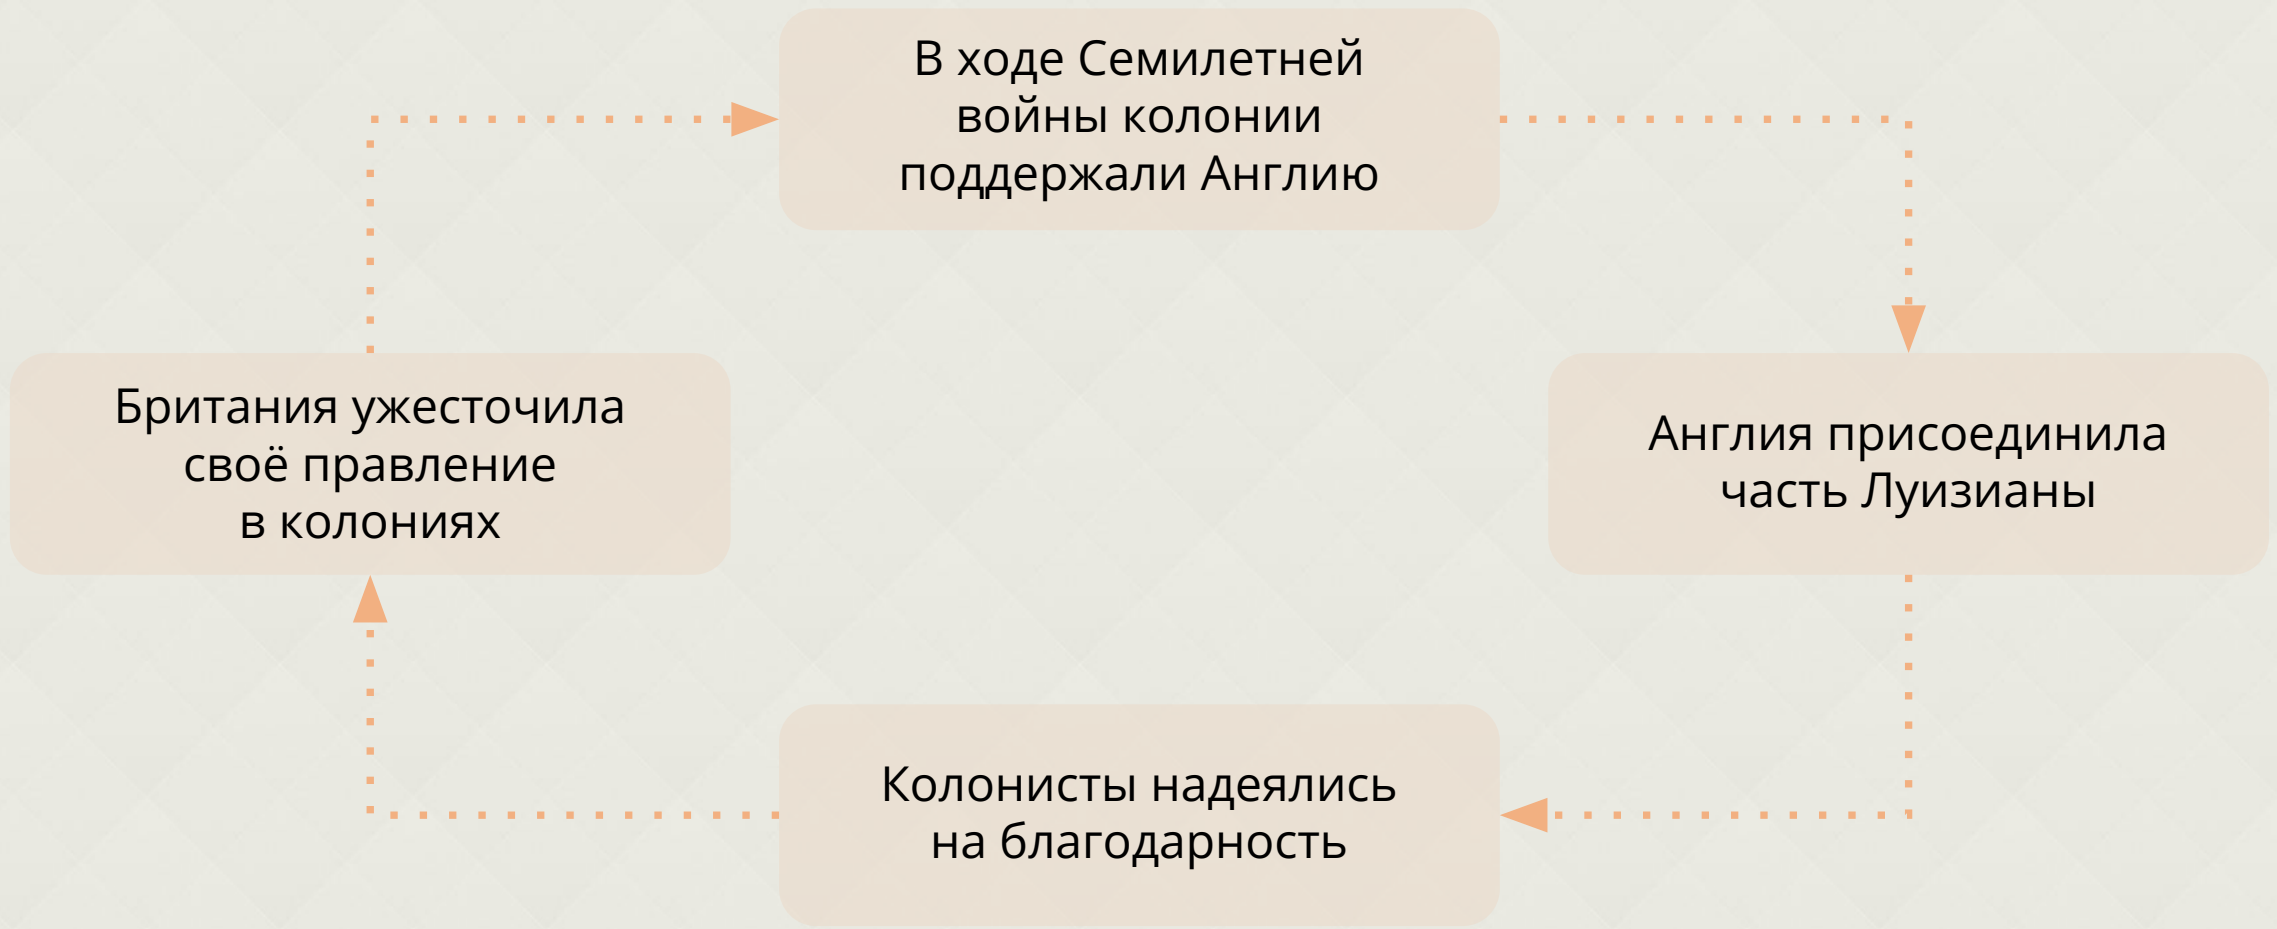 В ходе Семилетней
войны колонии
поддержали Англию
Британия ужесточила
своё правление
в колониях
Англия присоединила
часть Луизианы
Колонисты надеялись
на благодарность